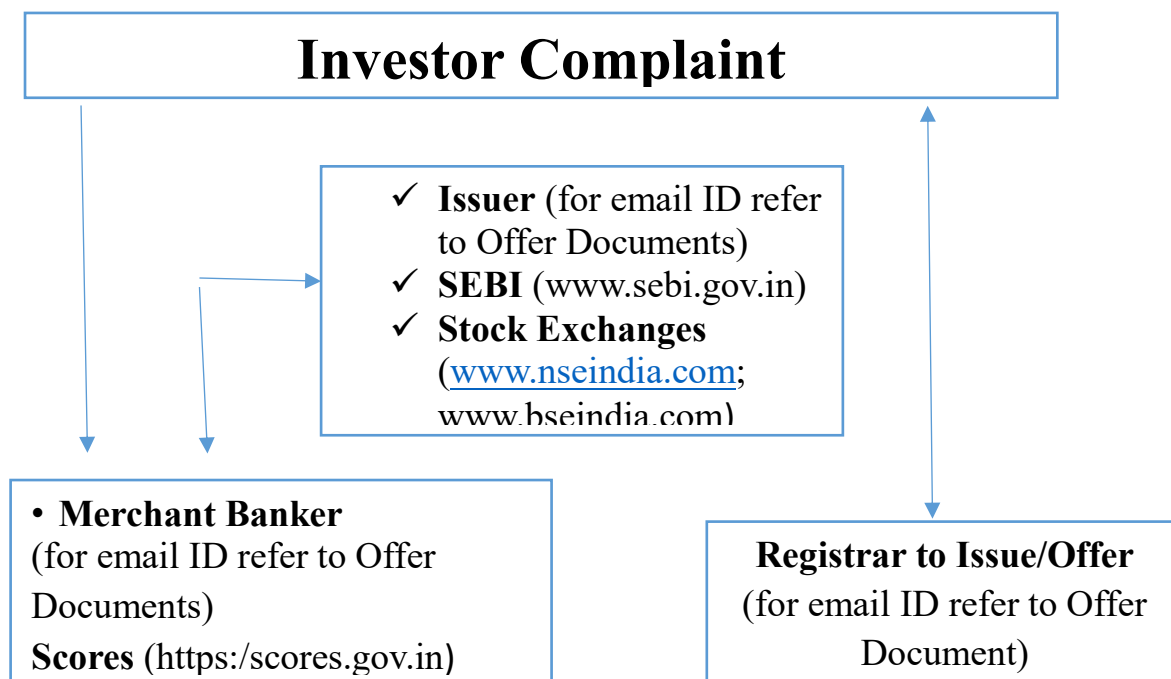 Investor Complaint
✓ Issuer (for email ID refer
to Offer Documents)
✓ SEBI (www.sebi.gov.in)
✓ Stock Exchanges
(www.nseindia.com;
www.bseindia.com)
• Merchant Banker
(for email ID refer to Offer
Documents)
Scores (https:/scores.gov.in)
Registrar to Issue/Offer
(for email ID refer to Offer
Document)